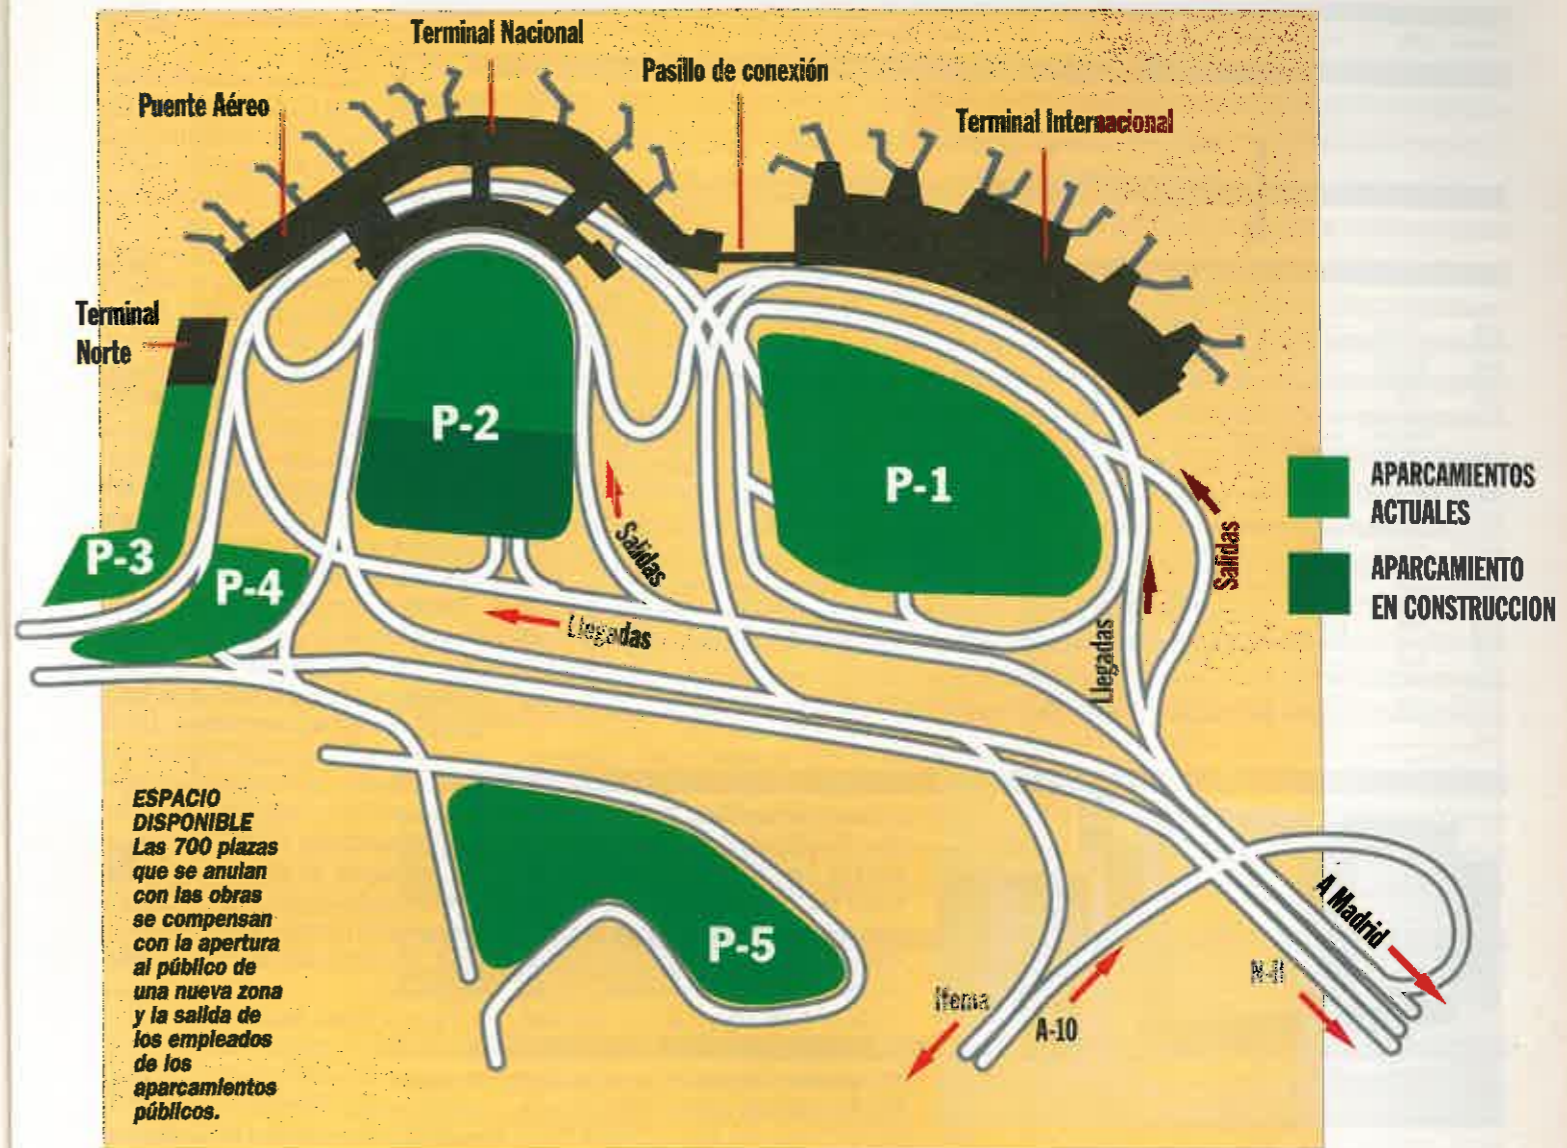 Terminal Nacional
Pasillo de conexión
Puente Aéreo
Terminal Internacional
Terminal
Norte
P-2
P-1
APARCAMIENTOS
ACTUALES
APARCAMIENTO
EN CONSTRUCCION
P-3
P-4
Salidas
Salidas
Llegadas
Llegadas
ESPACIO
DISPONIBLE
Las 700 plazas
que se anulan
con las obras
se compensan
con la apertura
al público de
una nueva zona
y la salida de
los empleados
de los
aparcamientos
públicos.
P-5
A Madrid
N-II
A-10